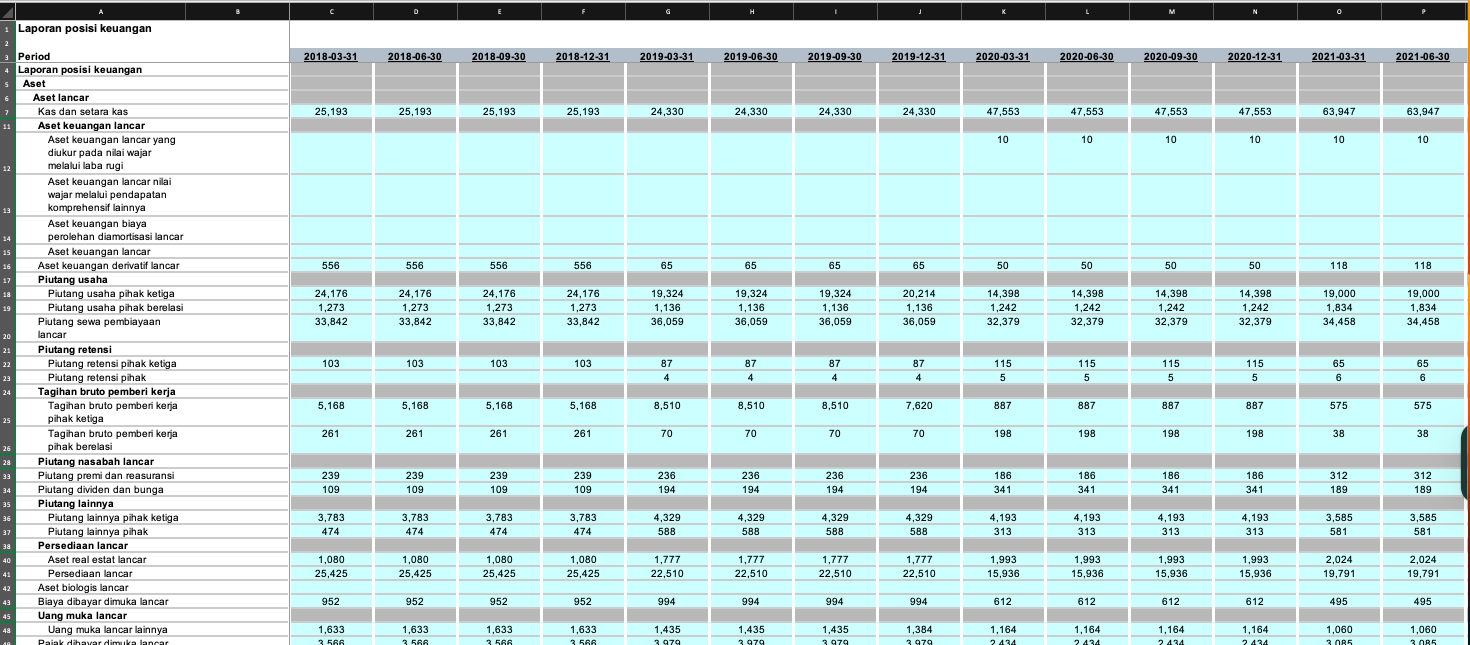 A B C D E F G H I J K L M N O P
1 Laporan posisi keuangan
2
3 Period 2018-03-31 2018-06-30 2018-09-30 2018-12-31 2019-03-31 2019-06-30 2019-09-30 2019-12-31 2020-03-31 2020-06-30 2020-09-30 2020-12-31 2021-03-31 2021-06-30
4 Laporan posisi keuangan
5 Aset
6 Aset lancar
7 Kas dan setara kas 25,193 25,193 25,193 25,193 24,330 24,330 24,330 24,330 47,553 47,553 47,553 47,553 63,947 63,947
11 Aset keuangan lancar
Aset keuangan lancar yang 10 10 10 10 10 10
diukur pada nilai wajar
12 melalui laba rugi
Aset keuangan lancar nilai
wajar melalui pendapatan
13 komprehensif lainnya
Aset keuangan biaya
14 perolehan diamortisasi lancar
15 Aset keuangan lancar
16 Aset keuangan derivatif lancar 556 556 556 556 65 65 65 65 50 50 50 50 118 118
17 Piutang usaha
18 Piutang usaha pihak ketiga 24,176 24,176 24,176 24,176 19,324 19,324 19,324 20,214 14,398 14,398 14,398 14,398 19,000 19,000
19 Piutang usaha pihak berelasi 1,273 1,273 1,273 1,273 1,136 1,136 1,136 1,136 1,242 1,242 1,242 1,242 1,834 1,834
Piutang sewa pembiayaan 33,842 33,842 33,842 33,842 36,059 36,059 36,059 36,059 32,379 32,379 32,379 32,379 34,458 34,458
20 lancar
21 Piutang retensi
22 Piutang retensi pihak ketiga 103 103 103 103 87 87 87 87 115 115 115 115 65 65
23 Piutang retensi pihak 4 4 4 4 5 5 5 5 6 6
24 Tagihan bruto pemberi kerja
Tagihan bruto pemberi kerja 5,168 5,168 5,168 5,168 8,510 8,510 8,510 7,620 887 887 887 887 575 575
25 pihak ketiga
Tagihan bruto pemberi kerja 261 261 261 261 70 70 70 70 198 198 198 198 38 38
26 pihak berelasi
28 Piutang nasabah lancar
33 Piutang premi dan reasuransi 239 239 239 239 236 236 236 236 186 186 186 186 312 312
34 Piutang dividen dan bunga 109 109 109 109 194 194 194 194 341 341 341 341 189 189
35 Piutang lainnya
36 Piutang lainnya pihak ketiga 3,783 3,783 3,783 3,783 4,329 4,329 4,329 4,329 4,193 4,193 4,193 4,193 3,585 3,585
37 Piutang lainnya pihak 474 474 474 474 588 588 588 588 313 313 313 313 581 581
38 Persediaan lancar
40 Aset real estat lancar 1,080 1,080 1,080 1,080 1,777 1,777 1,777 1,777 1,993 1,993 1,993 1,993 2,024 2,024
41 Persediaan lancar 25,425 25,425 25,425 25,425 22,510 22,510 22,510 22,510 15,936 15,936 15,936 15,936 19,791 19,791
42 Aset biologis lancar
43 Biaya dibayar dimuka lancar 952 952 952 952 994 994 994 994 612 612 612 612 495 495
45 Uang muka lancar
48 Uang muka lancar lainnya 1,633 1,633 1,633 1,633 1,435 1,435 1,435 1,384 1,164 1,164 1,164 1,164 1,060 1,060
49 Pajak dibayar dimuka lancar 3,566 3,566 3,566 3,566 3,979 3,979 3,979 3,979 2,434 2,434 2,434 2,434 3,085 3,085